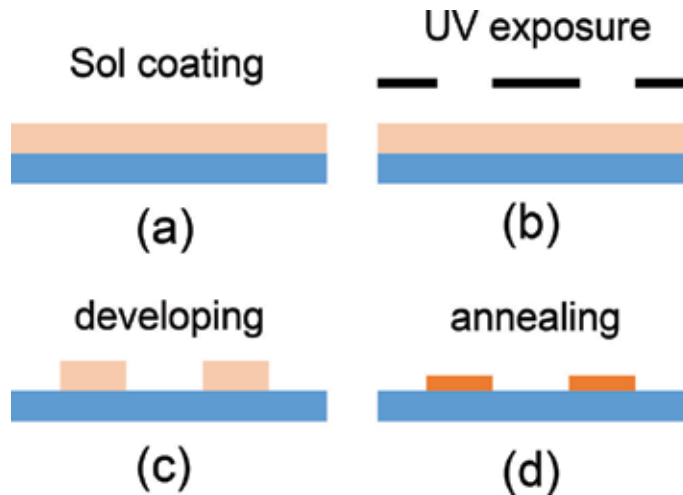 Sol coating
UV exposure
(a)
(b)
developing
annealing
(c)
(d)